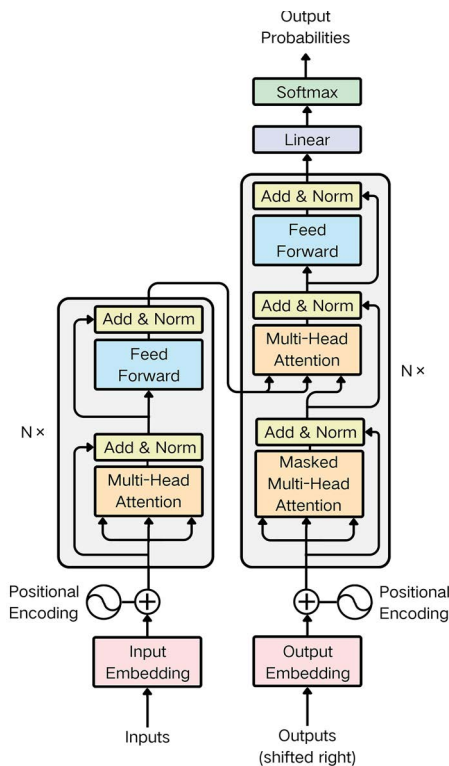 Output
Probabilities
Softmax
Linear
Add & Norm
Feed
Forward
Add & Norm
Multi-Head
Attention
N×
Add & Norm
Masked
Multi-Head
Attention
Positional
Encoding
Output
Embedding
Outputs
(shifted right)
Add & Norm
Feed
Forward
N×
Add & Norm
Multi-Head
Attention
Positional
Encoding
Input
Embedding
Inputs